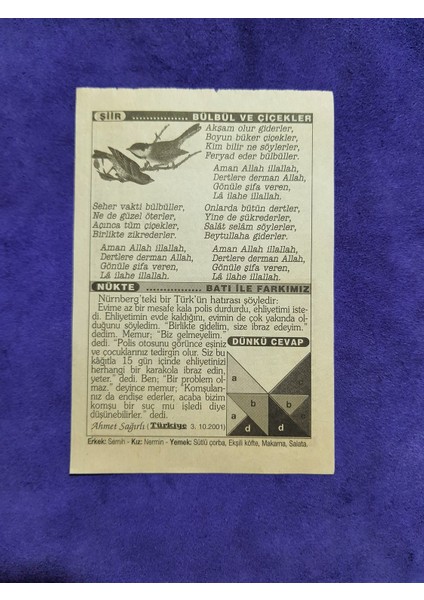 ŞİİR ................ BÜLBÜL VE ÇİÇEKLER
Akşam olur giderler,
Boyun büker çiçekler,
Kim bilir ne söylerler,
Feryad eder bülbüller.
Aman Allah illallah,
Dertlere derman Allah,
Gönüle şifa veren,
Lâ ilahe illallah.
Seher vakti bülbüller,
Ne de güzel öterler,
Açınca tüm çiçekler,
Birlikte zikrederler.
Aman Allah illallah,
Dertlere derman Allah,
Gönüle şifa veren,
Lâ ilahe illallah.
Onlarda bütün dertler,
Yine de şükrederler,
Salât selâm söylerler,
Beytullaha giderler.
Aman Allah illallah,
Dertlere derman Allah,
Gönüle şifa veren,
Lâ ilahe illallah.
NÜKTE ................ BATI İLE FARKIMIZ
Nürnberg'teki bir Türk'ün hatırası şöyledir:
Evime az bir mesafe kala polis durdurdu, ehliyetimi iste-
di. Ehliyetimin evde kaldığını, evimin de çok yakında ol-
duğunu söyledim. "Birlikte gidelim, size ibraz edeyim."
dedim. Memur; "Biz gelmeyelim."
dedi. "Polis otosunu görünce eşiniz
ve çocuklarınız tedirgin olur. Siz bu
kâğıtla 15 gün içinde ehliyetinizi
herhangi bir karakola ibraz edin,
yeter." dedi. Ben; "Bir problem ol-
maz." deyince memur; "Komşuları-
nız da endişe ederler, acaba bizim
komşu bir suç mu işledi diye
düşünebilirler." dedi.
Ahmet Sağırlı (Türkiye 3. 10.2001)
DÜNKÜ CEVAP
a
c
b
a
b
c
d
d
Erkek: Semih - Kız: Nermin - Yemek: Sütlü çorba, Ekşili köfte, Makarna, Salata.